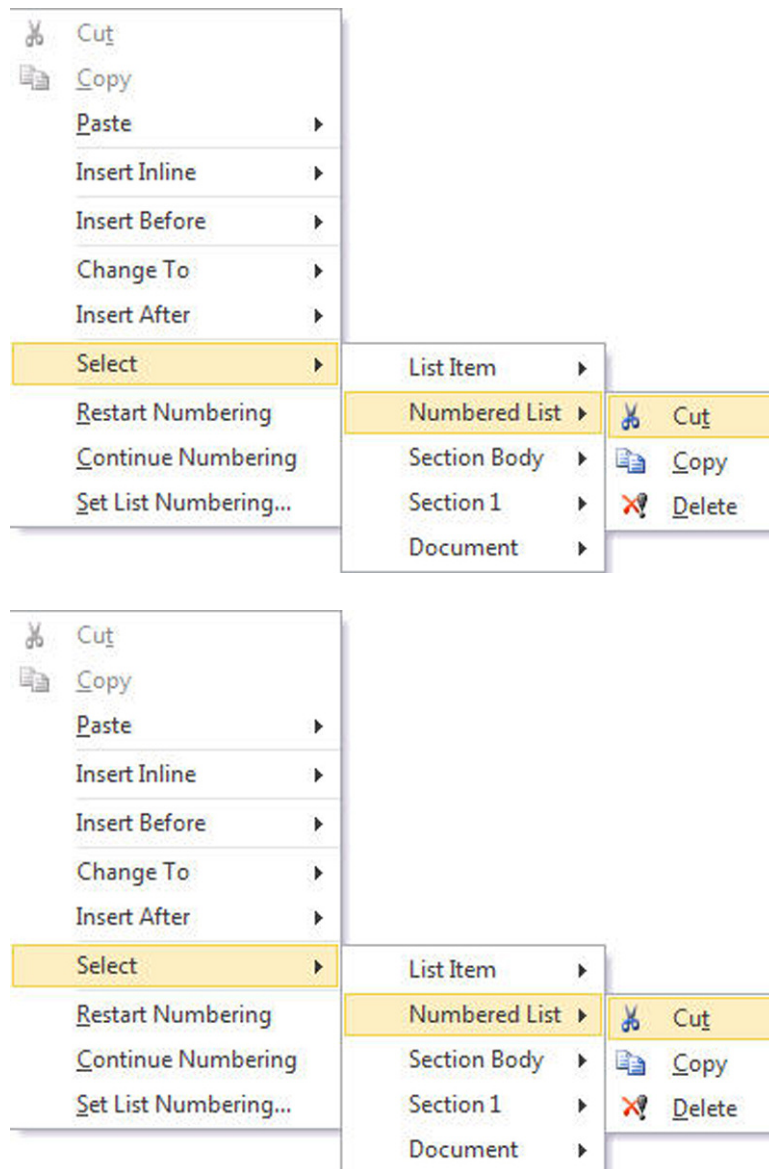 Cut
Copy
Paste
Insert Inline
Insert Before
Change To
Insert After
Select
Restart Numbering
Continue Numbering
Set List Numbering...
List Item
Numbered List
Section Body
Section 1
Document
Cut
Copy
Delete
Cut
Copy
Paste
Insert Inline
Insert Before
Change To
Insert After
Select
Restart Numbering
Continue Numbering
Set List Numbering...
List Item
Numbered List
Section Body
Section 1
Document
Cut
Copy
Delete